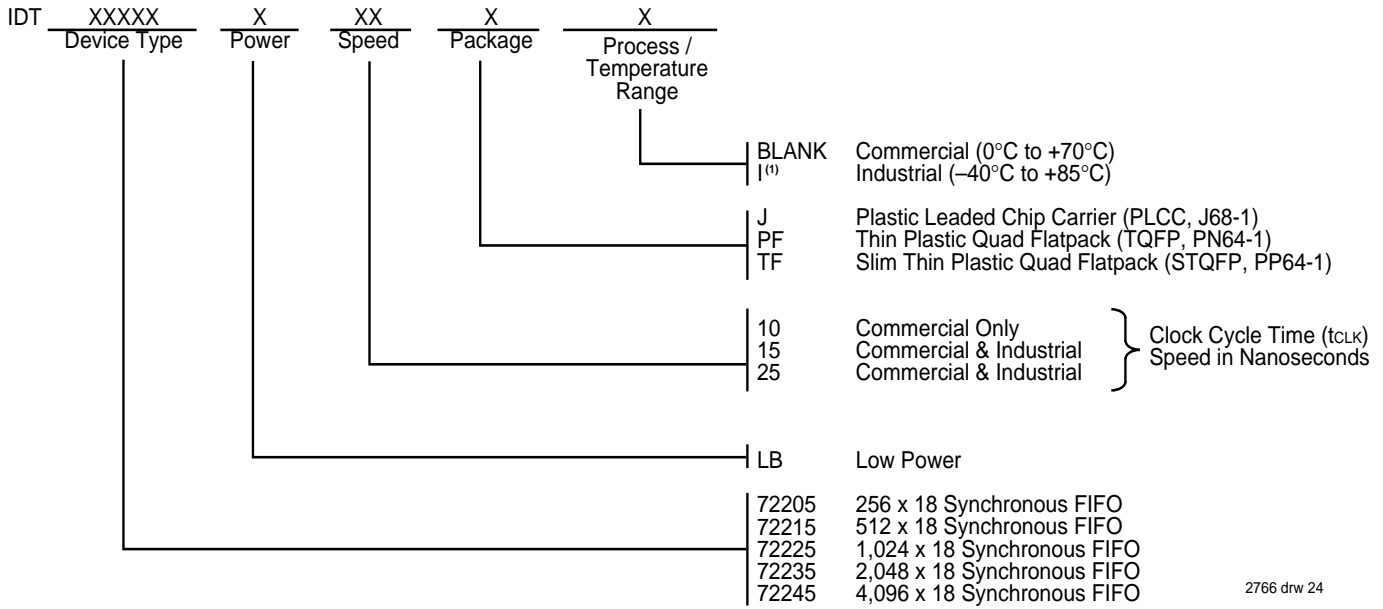 IDT XXXXX X XX X X
Device Type Power Speed Package Process /
Temperature
Range
BLANK Commercial (0°C to +70°C)
I(1) Industrial (–40°C to +85°C)
J Plastic Leaded Chip Carrier (PLCC, J68-1)
PF Thin Plastic Quad Flatpack (TQFP, PN64-1)
TF Slim Thin Plastic Quad Flatpack (STQFP, PP64-1)
10 Commercial Only
15 Commercial & Industrial
25 Commercial & Industrial
Clock Cycle Time (tCLK)
Speed in Nanoseconds
LB Low Power
72205 256 x 18 Synchronous FIFO
72215 512 x 18 Synchronous FIFO
72225 1,024 x 18 Synchronous FIFO
72235 2,048 x 18 Synchronous FIFO
72245 4,096 x 18 Synchronous FIFO
2766 drw 24